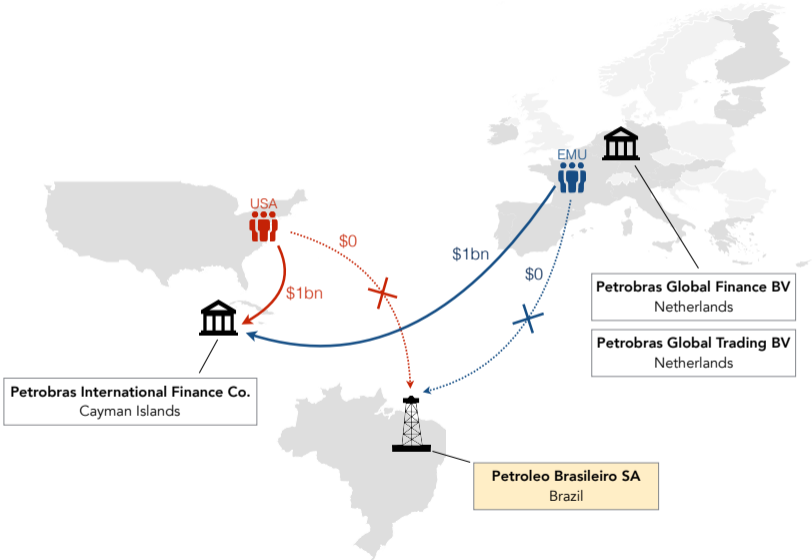 EMU
USA
$0
$1bn
$1bn
$0
Petrobras Global Finance BV
Netherlands
Petrobras Global Trading BV
Netherlands
Petrobras International Finance Co.
Cayman Islands
Petroleo Brasileiro SA
Brazil